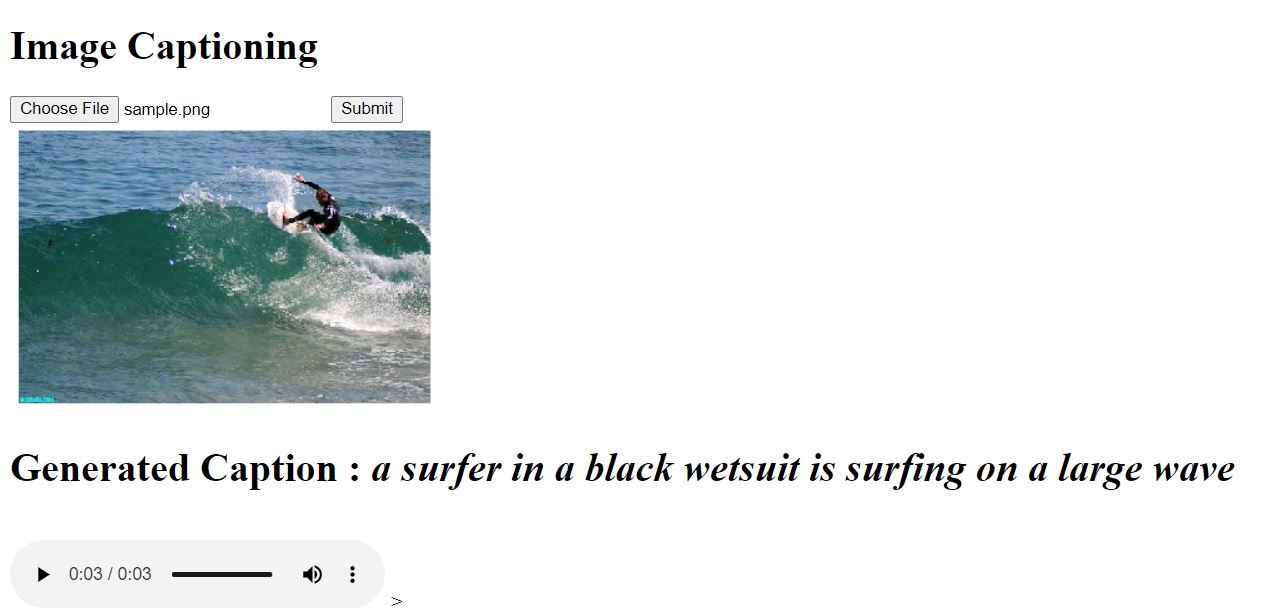 Image Captioning
Choose File sample.png Submit
Generated Caption : a surfer in a black wetsuit is surfing on a large wave
0:03 / 0:03
>